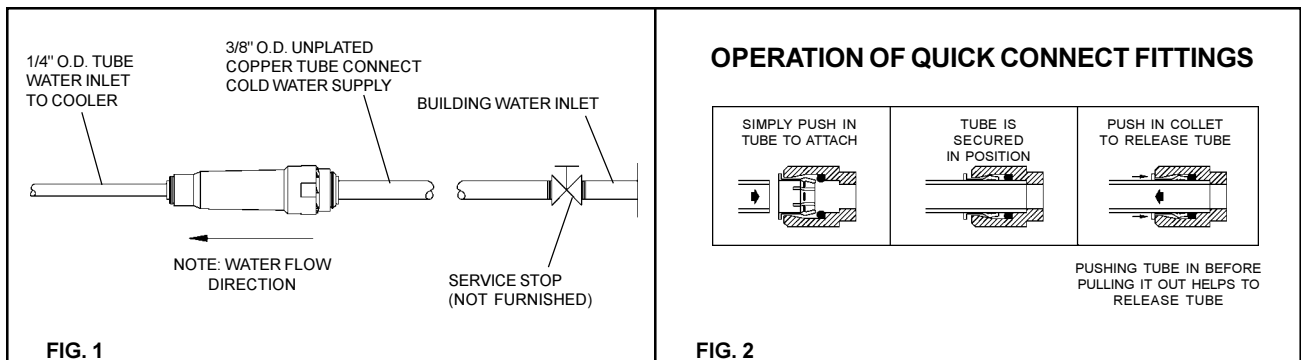 1/4" O.D. TUBE
WATER INLET
TO COOLER
3/8" O.D. UNPLATED
COPPER TUBE CONNECT
COLD WATER SUPPLY
BUILDING WATER INLET
NOTE: WATER FLOW
DIRECTION
SERVICE STOP
(NOT FURNISHED)
FIG. 1
OPERATION OF QUICK CONNECT FITTINGS
SIMPLY PUSH IN
TUBE TO ATTACH
TUBE IS
SECURED
IN POSITION
PUSH IN COLLET
TO RELEASE TUBE
PUSHING TUBE IN BEFORE
PULLING IT OUT HELPS TO
RELEASE TUBE
FIG. 2